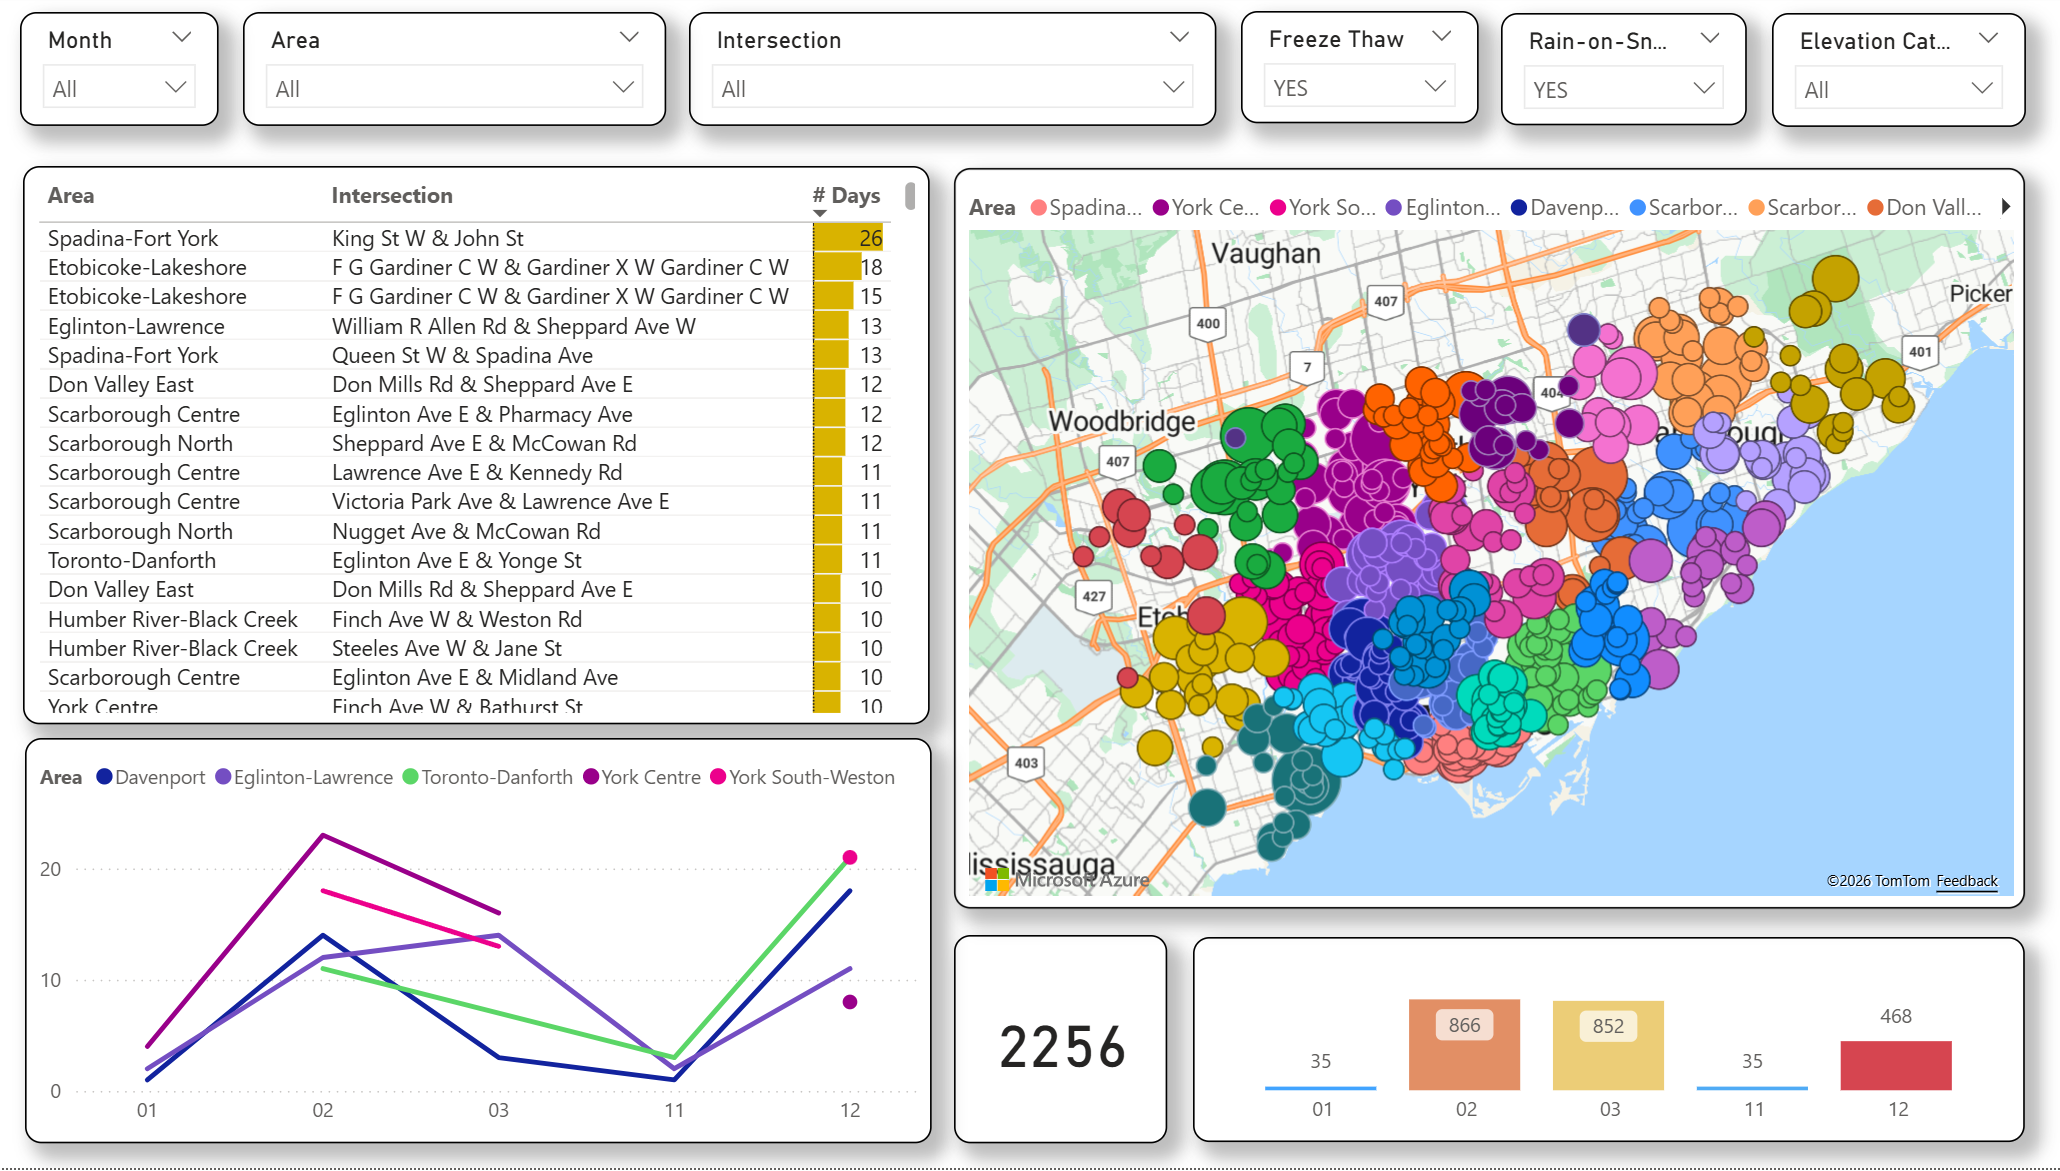 Month
All
Area
All
Intersection
All
Freeze Thaw
YES
Rain-on-Sn...
YES
Elevation Cat...
All
Area Intersection # Days
Spadina-Fort York King St W & John St 26
Etobicoke-Lakeshore F G Gardiner C W & Gardiner X W Gardiner C W 18
Etobicoke-Lakeshore F G Gardiner C W & Gardiner X W Gardiner C W 15
Eglinton-Lawrence William R Allen Rd & Sheppard Ave W 13
Spadina-Fort York Queen St W & Spadina Ave 13
Don Valley East Don Mills Rd & Sheppard Ave E 12
Scarborough Centre Eglinton Ave E & Pharmacy Ave 12
Scarborough North Sheppard Ave E & McCowan Rd 12
Scarborough Centre Lawrence Ave E & Kennedy Rd 11
Scarborough Centre Victoria Park Ave & Lawrence Ave E 11
Scarborough North Nugget Ave & McCowan Rd 11
Toronto-Danforth Eglinton Ave E & Yonge St 11
Don Valley East Don Mills Rd & Sheppard Ave E 10
Humber River-Black Creek Finch Ave W & Weston Rd 10
Humber River-Black Creek Steeles Ave W & Jane St 10
Scarborough Centre Eglinton Ave E & Midland Ave 10
York Centre Finch Ave W & Bathurst St 10
Area Spadina... York Ce... York So... Eglinton... Davenp... Scarbor... Scarbor... Don Vall...
Vaughan
Picker
407
400
401
7
404
Woodbridge
407
427
Etob
403
ississauga
Microsoft Azure
©2026 TomTom Feedback
Area Davenport Eglinton-Lawrence Toronto-Danforth York Centre York South-Weston
20
10
0
01 02 03 11 12
2256
35 866 852 35 468
01 02 03 11 12